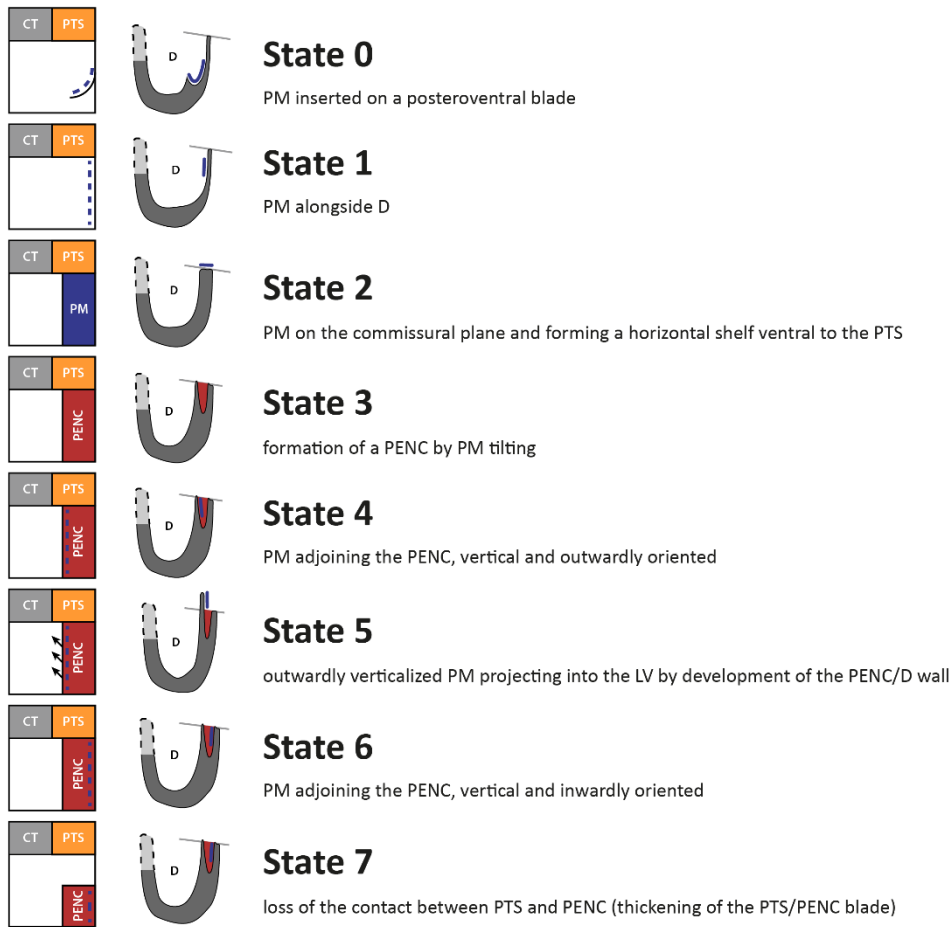 CT PTS
D
State 0
PM inserted on a posteroventral blade
CT PTS
D
State 1
PM alongside D
CT PTS
PM
D
State 2
PM on the commissural plane and forming a horizontal shelf ventral to the PTS
CT PTS
PENC
D
State 3
formation of a PENC by PM tilting
CT PTS
PENC
D
State 4
PM adjoining the PENC, vertical and outwardly oriented
CT PTS
PENC
D
State 5
outwardly verticalized PM projecting into the LV by development of the PENC/D wall
CT PTS
PENC
D
State 6
PM adjoining the PENC, vertical and inwardly oriented
CT PTS
PENC
D
State 7
loss of the contact between PTS and PENC (thickening of the PTS/PENC blade)